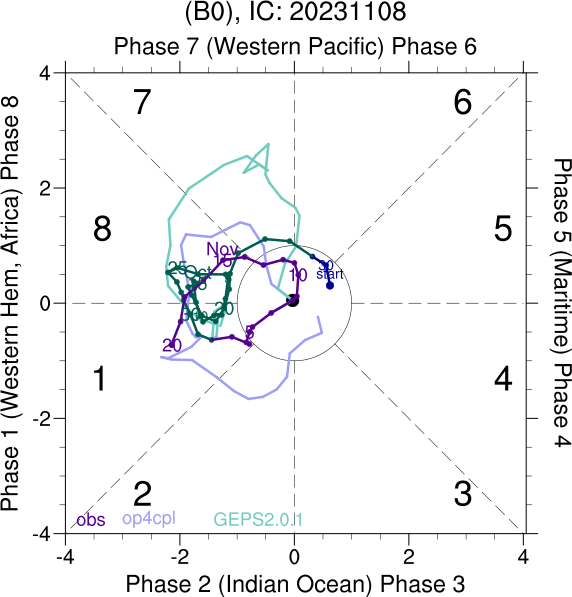 (B0), IC: 20231108
Phase 7 (Western Pacific) Phase 6
4
7
6
Phase 1 (Western Hem, Africa) Phase 8
Phase 5 (Maritime) Phase 4
2
8
5
Nov
15
30
start
25
Oct
10
0
20
5
20
1
4
-2
2
3
obs
op4cpl
GEPS2.0.1
-4
-4
-2
0
2
4
Phase 2 (Indian Ocean) Phase 3